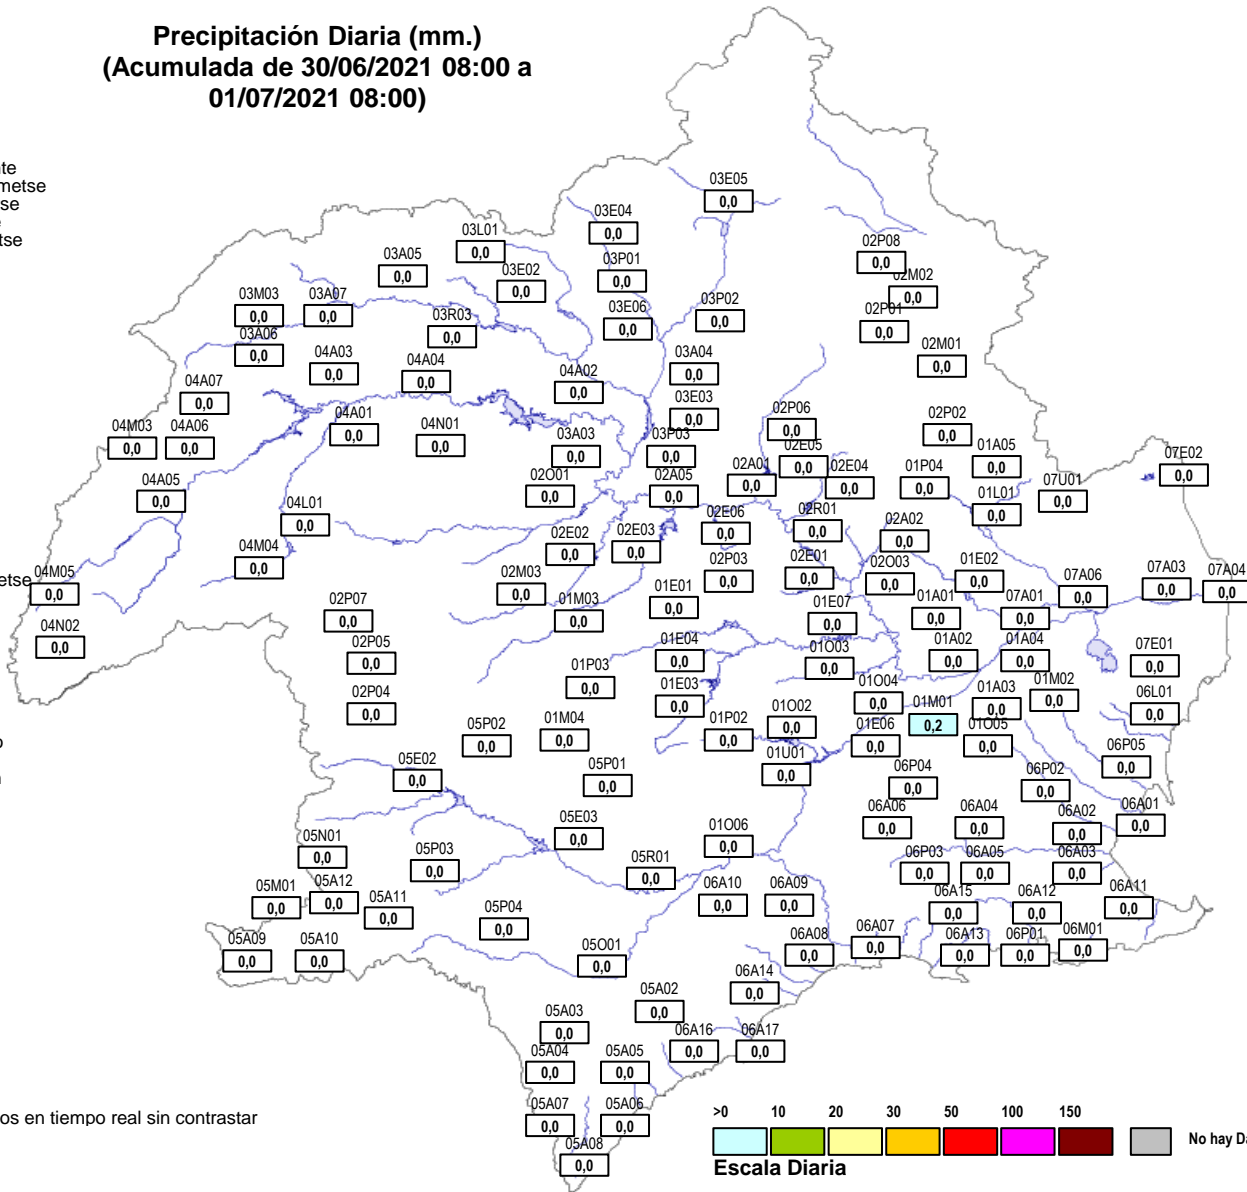 Precipitación Diaria (mm.)
(Acumulada de 30/06/2021 08:00 a
01/07/2021 08:00)
03E05
0,0
03E04
0,0
03L01
0,0
03A05
0,0
03P01
0,0
03E02
0,0
02P08
0,0
02M02
0,0
03M03
0,0
03A07
0,0
03R03
0,0
03E06
0,0
03P02
0,0
02P01
0,0
03A06
0,0
04A03
0,0
04A04
0,0
04A02
0,0
03A04
0,0
02M01
0,0
04A07
0,0
03E03
0,0
04M03
0,0
04A06
0,0
04A01
0,0
04N01
0,0
03A03
0,0
03P03
0,0
02P06
0,0
02E05
0,0
02P02
0,0
01A05
0,0
07E02
0,0
04A05
0,0
02O01
0,0
02A05
0,0
02A01
0,0
02E04
0,0
01P04
0,0
01L01
0,0
07U01
0,0
04L01
0,0
02E06
0,0
02R01
0,0
02A02
0,0
04M04
0,0
02E02
0,0
02E03
0,0
04M05
0,0
02M03
0,0
02P03
0,0
02E01
0,0
02O03
0,0
01E02
0,0
07A06
0,0
07A03
0,0
07A04
0,0
02P07
0,0
01M03
0,0
01E01
0,0
01E07
0,0
01A01
0,0
07A01
0,0
04N02
0,0
02P05
0,0
01E04
0,0
01O03
0,0
01A02
0,0
01A04
0,0
07E01
0,0
02P04
0,0
01P03
0,0
01E03
0,0
01O04
0,0
01M01
0,2
01A03
0,0
01M02
0,0
06L01
0,0
05P02
0,0
01M04
0,0
01P02
0,0
01O02
0,0
01E06
0,0
01O05
0,0
05E02
0,0
05P01
0,0
01U01
0,0
06P04
0,0
06P02
0,0
06P05
0,0
05E03
0,0
01O06
0,0
06A06
0,0
06A04
0,0
06A02
0,0
06A01
0,0
05N01
0,0
05P03
0,0
05R01
0,0
06P03
0,0
06A05
0,0
06A03
0,0
05M01
0,0
05A12
0,0
05A11
0,0
06A10
0,0
06A09
0,0
06A15
0,0
06A12
0,0
06A11
0,0
05P04
0,0
05A09
0,0
05A10
0,0
05O01
0,0
06A08
0,0
06A07
0,0
06A13
0,0
06P01
0,0
06M01
0,0
05A02
0,0
06A14
0,0
05A03
0,0
06A16
0,0
06A17
0,0
05A04
0,0
05A05
0,0
05A07
0,0
05A06
0,0
05A08
0,0
os en tiempo real sin contrastar
>0 10 20 30 50 100 150
No hay Da
Escala Diaria